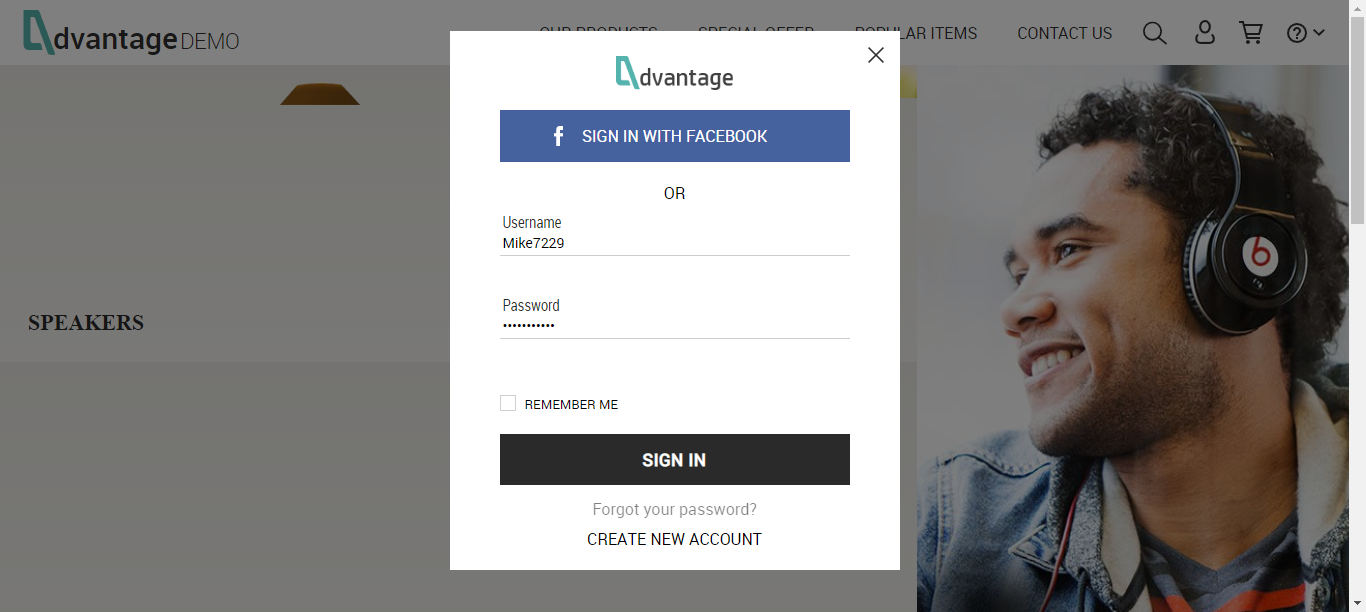 dvantage DEMO
OUR PRODUCTS SPECIAL OFFER POPULAR ITEMS CONTACT US
dvantage
SIGN IN WITH FACEBOOK
OR
Username
Mike7229
Password
•••••••••••
REMEMBER ME
SIGN IN
Forgot your password?
CREATE NEW ACCOUNT
SPEAKERS